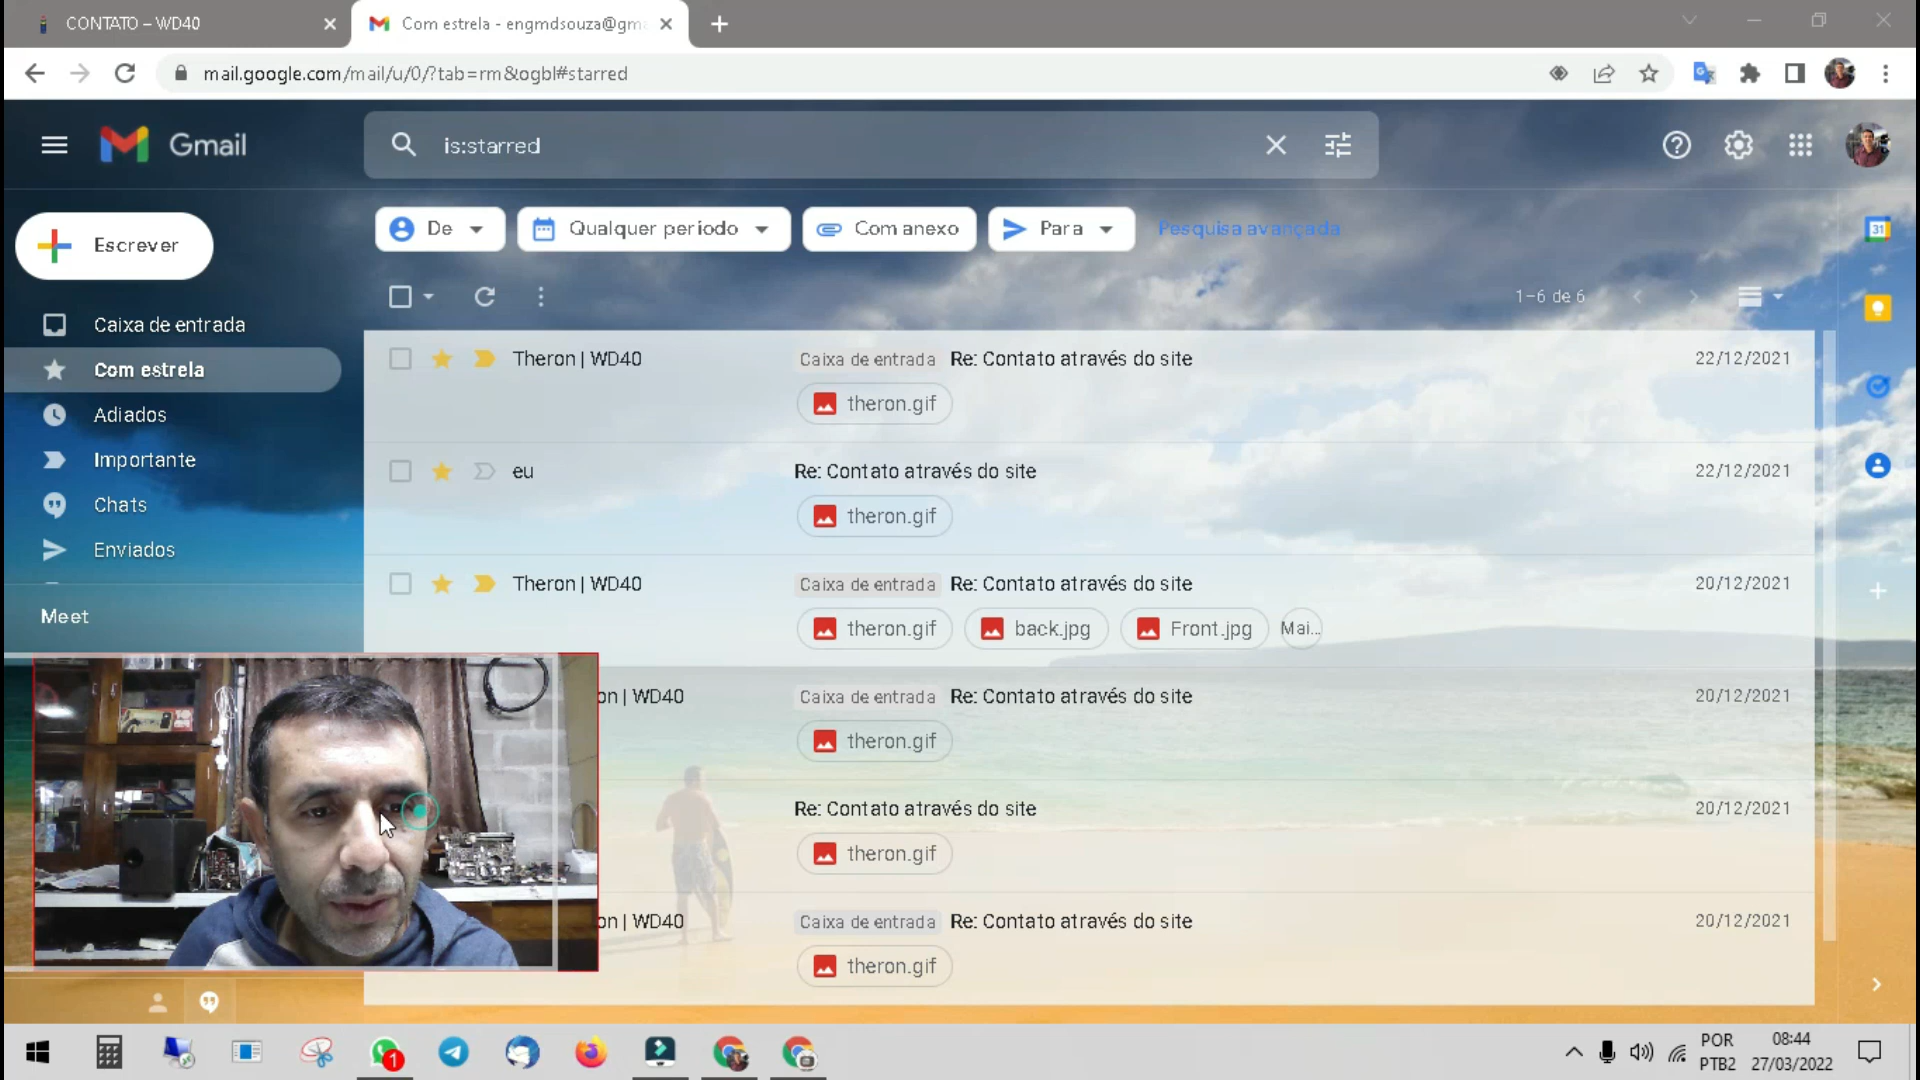 CONTATO – WD40
Com estrela - engmdsouza@gm
mail.google.com/mail/u/0/?tab=rm&ogbl#starred
Gmail
is:starred
De
Qualquer período
Com anexo
Para
Pesquisa avançada
Escrever
1–6 de 6
31
Caixa de entrada
Com estrela
Adiados
Importante
Chats
Enviados
Meet
Theron | WD40 Caixa de entrada Re: Contato através do site 22/12/2021
theron.gif
eu Re: Contato através do site 22/12/2021
theron.gif
Theron | WD40 Caixa de entrada Re: Contato através do site 20/12/2021
theron.gif back.jpg Front.jpg Mai...
on | WD40 Caixa de entrada Re: Contato através do site 20/12/2021
theron.gif
Re: Contato através do site 20/12/2021
theron.gif
on | WD40 Caixa de entrada Re: Contato através do site 20/12/2021
theron.gif
1
POR
PTB2
08:44
27/03/2022